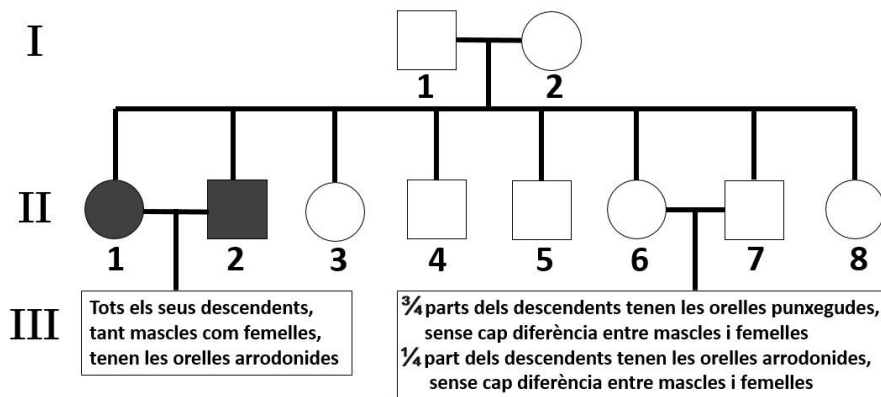 I
1 2
II
1 2 3 4 5 6 7 8
III
Tots els seus descendents,
tant mascles com femelles,
tenen les orelles arrodonides
¾ parts dels descendents tenen les orelles punxegudes,
sense cap diferència entre mascles i femelles
¼ part dels descendents tenen les orelles arrodonides,
sense cap diferència entre mascles i femelles